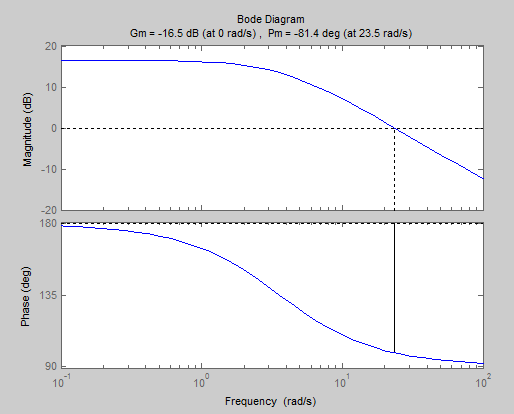 Bode Diagram
Gm = -16.5 dB (at 0 rad/s) , Pm = -81.4 deg (at 23.5 rad/s)
20
10
0
-10
-20
Magnitude (dB)
180
135
90
Phase (deg)
10^-1
10^0
10^1
10^2
Frequency (rad/s)